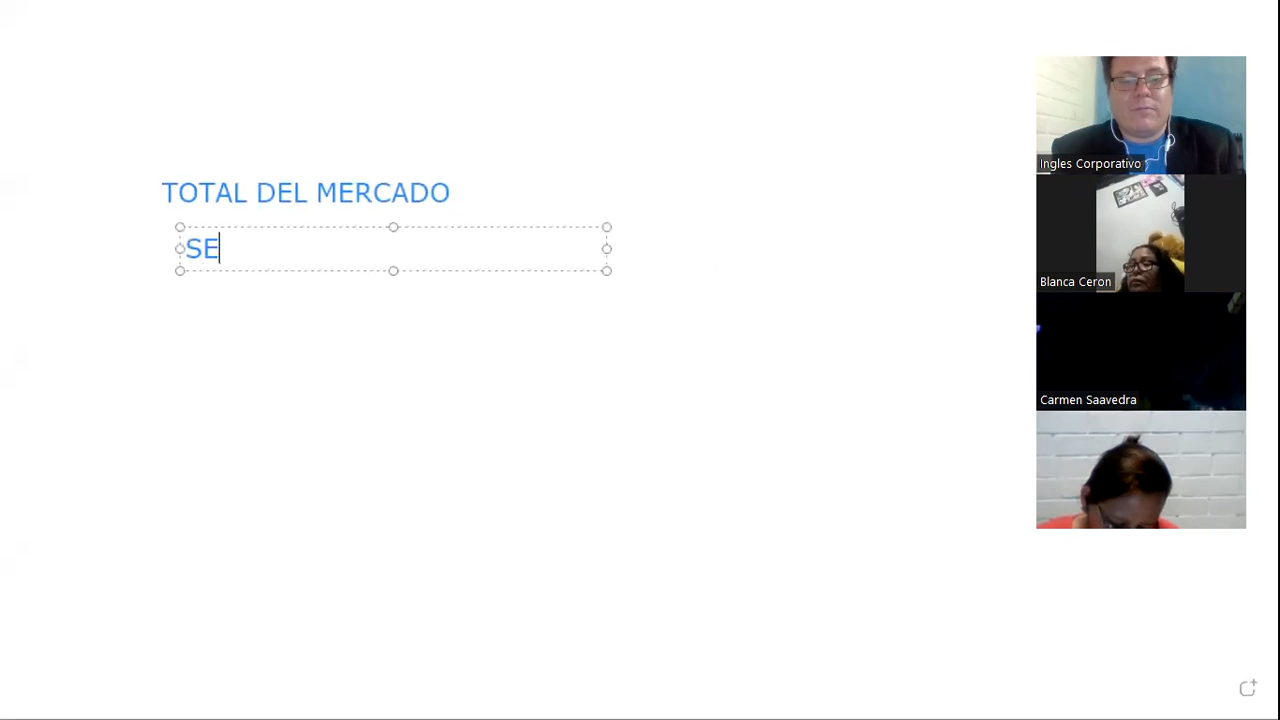 TOTAL DEL MERCADO
SE
Ingles Corporativo
Blanca Ceron
Carmen Saavedra